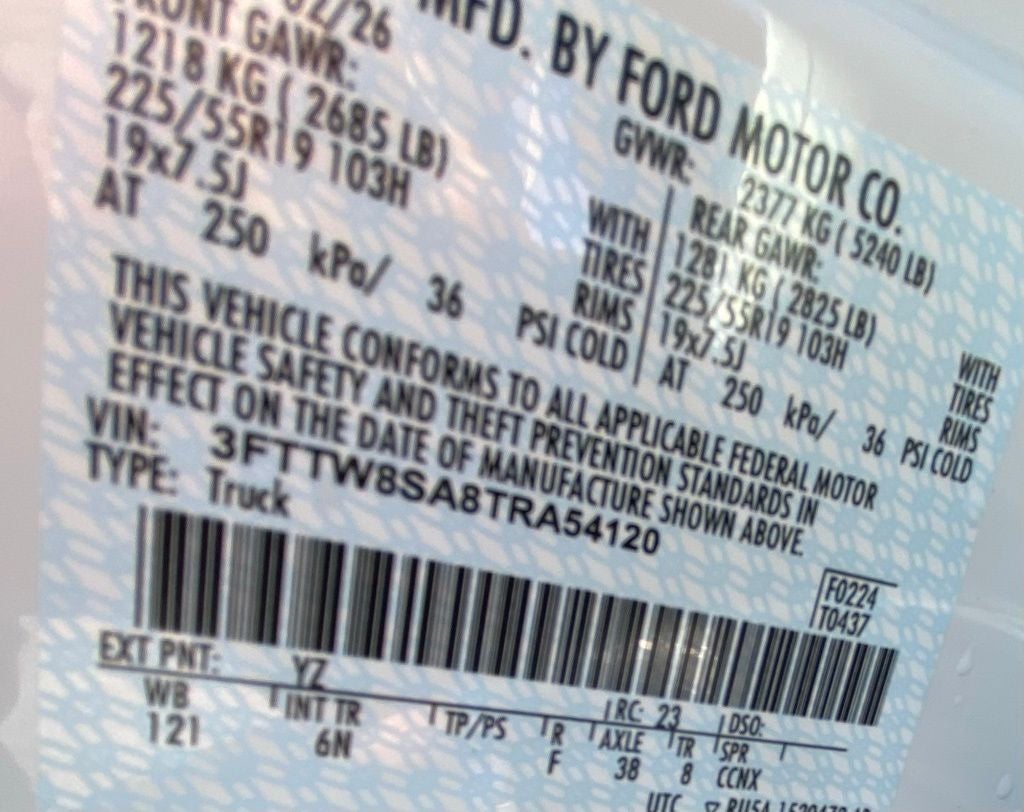 MFD. BY FORD MOTOR CO.
02/26
GVWR: 2377 KG ( 5240 LB)
FRONT GAWR:
1218 KG ( 2685 LB)
225/55R19 103H
19x7.5J
AT 250 kPa/ 36 PSI COLD
WITH
TIRES
RIMS
REAR GAWR:
1281 KG ( 2825 LB)
225/55R19 103H
19x7.5J
AT 250 kPa/ 36 PSI COLD
WITH
TIRES
RIMS
THIS VEHICLE CONFORMS TO ALL APPLICABLE FEDERAL MOTOR
VEHICLE SAFETY AND THEFT PREVENTION STANDARDS IN
EFFECT ON THE DATE OF MANUFACTURE SHOWN ABOVE.
VIN: 3FTTW8SA8TRA54120
TYPE: Truck
F0224
T0437
EXT PNT: YZ RC: 23 DSO:
WB INT TR TP/PS R AXLE TR SPR
121 6N F 38 8 CCNX
UTC